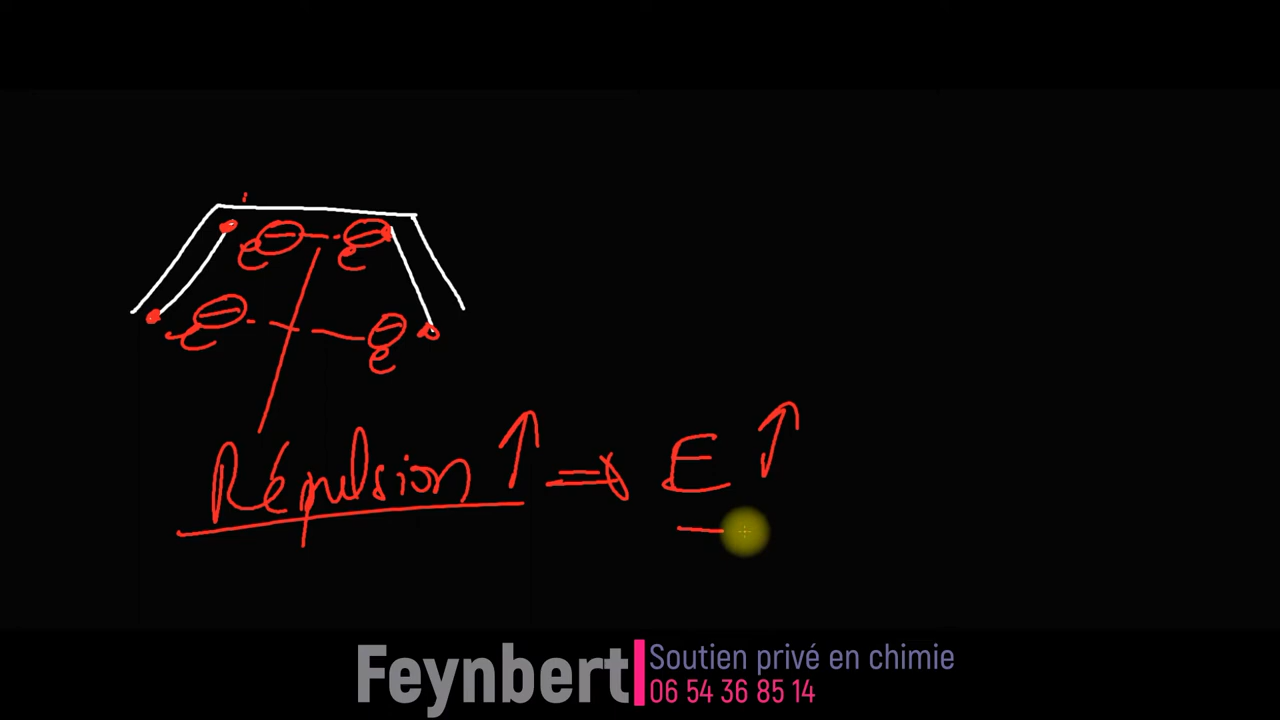 ⊖ ⊖
e e
⊖ ⊖
e e
Répulsion ↑ => E ↑
Feynbert
Soutien privé en chimie
06 54 36 85 14